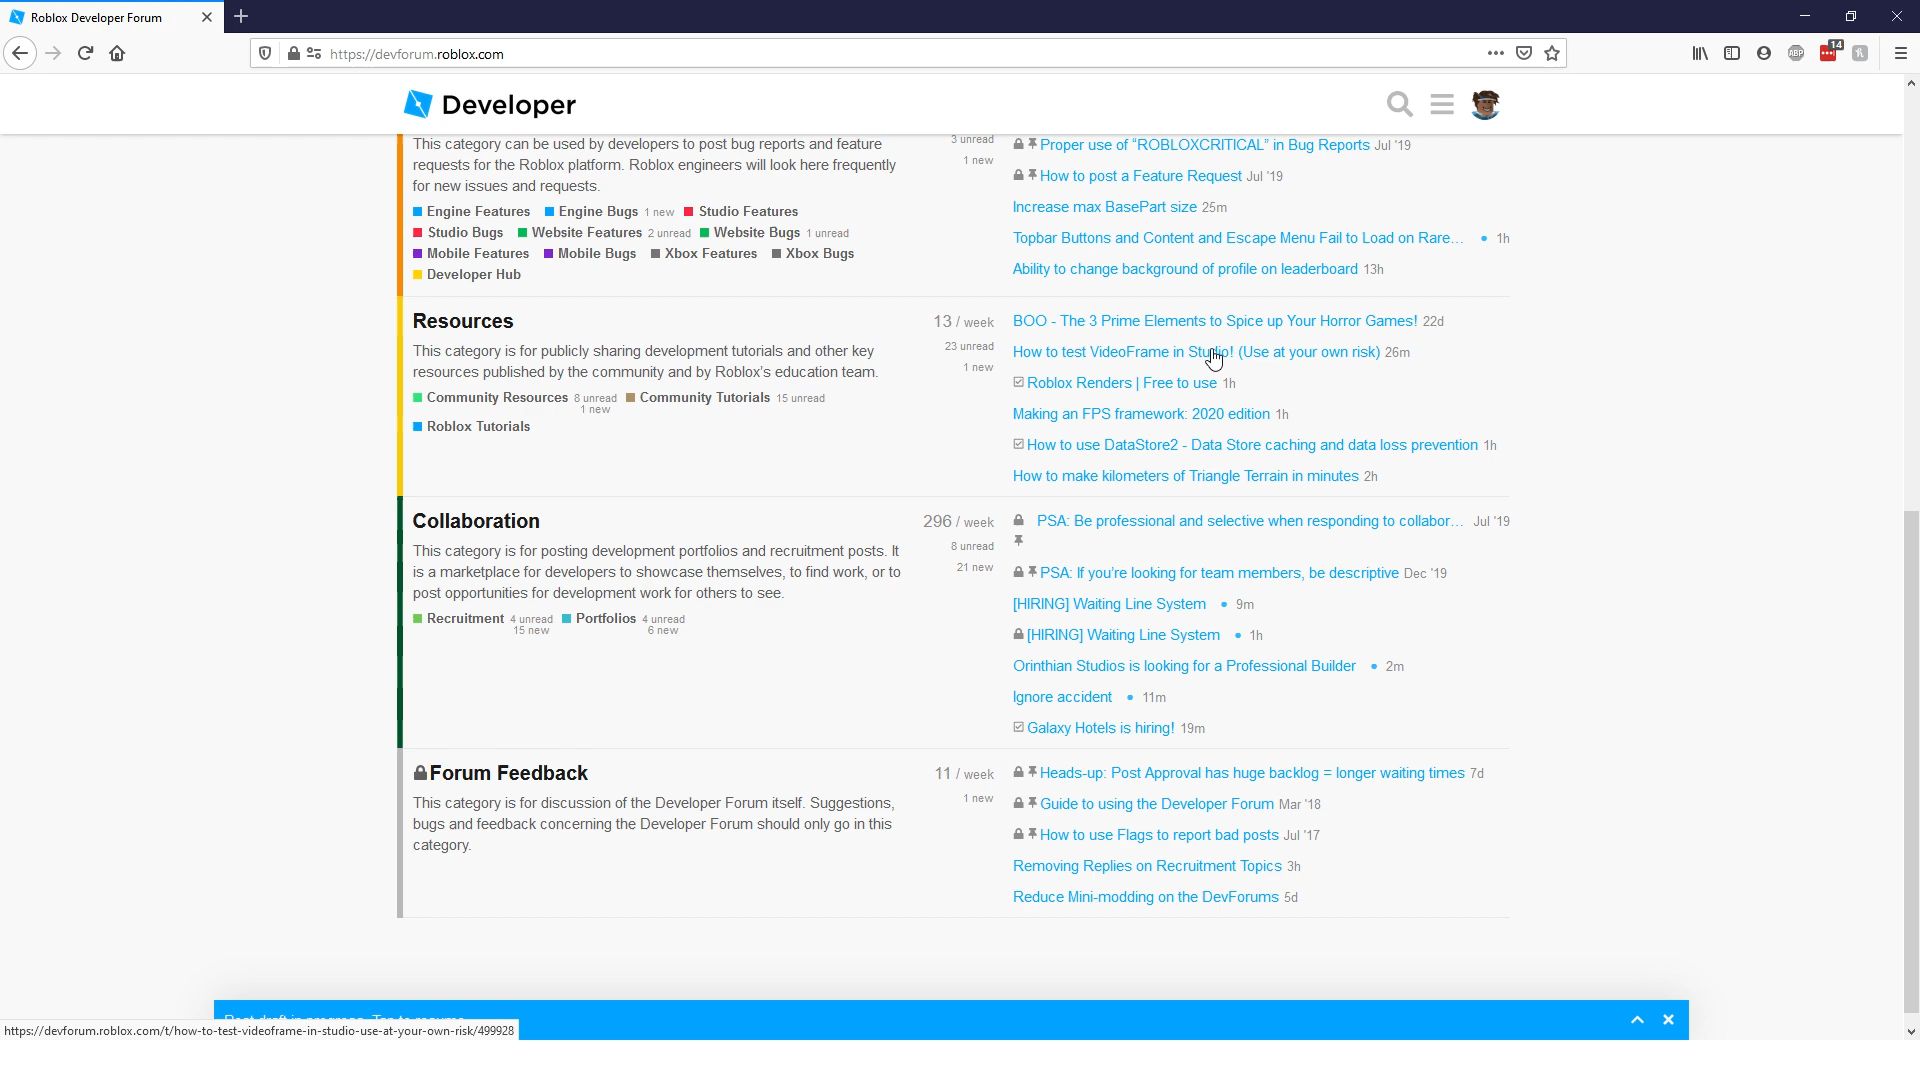 Roblox Developer Forum
https://devforum.roblox.com
ABP
14
Developer
This category can be used by developers to post bug reports and feature
requests for the Roblox platform. Roblox engineers will look here frequently
for new issues and requests.
3 unread
1 new
Engine Features Engine Bugs 1 new Studio Features
Studio Bugs Website Features 2 unread Website Bugs 1 unread
Mobile Features Mobile Bugs Xbox Features Xbox Bugs
Developer Hub
Proper use of “ROBLOXCRITICAL” in Bug Reports Jul '19
How to post a Feature Request Jul '19
Increase max BasePart size 25m
Topbar Buttons and Content and Escape Menu Fail to Load on Rare... 1h
Ability to change background of profile on leaderboard 13h
Resources
This category is for publicly sharing development tutorials and other key
resources published by the community and by Roblox's education team.
Community Resources 8 unread 1 new Community Tutorials 15 unread
Roblox Tutorials
13 / week
23 unread
1 new
BOO - The 3 Prime Elements to Spice up Your Horror Games! 22d
How to test VideoFrame in Studio! (Use at your own risk) 26m
Roblox Renders | Free to use 1h
Making an FPS framework: 2020 edition 1h
How to use DataStore2 - Data Store caching and data loss prevention 1h
How to make kilometers of Triangle Terrain in minutes 2h
Collaboration
This category is for posting development portfolios and recruitment posts. It
is a marketplace for developers to showcase themselves, to find work, or to
post opportunities for development work for others to see.
Recruitment 4 unread 15 new Portfolios 4 unread 6 new
296 / week
8 unread
21 new
PSA: Be professional and selective when responding to collabor... Jul '19
PSA: If you're looking for team members, be descriptive Dec '19
[HIRING] Waiting Line System 9m
[HIRING] Waiting Line System 1h
Orinthian Studios is looking for a Professional Builder 2m
Ignore accident 11m
Galaxy Hotels is hiring! 19m
Forum Feedback
This category is for discussion of the Developer Forum itself. Suggestions,
bugs and feedback concerning the Developer Forum should only go in this
category.
11 / week
1 new
Heads-up: Post Approval has huge backlog = longer waiting times 7d
Guide to using the Developer Forum Mar '18
How to use Flags to report bad posts Jul '17
Removing Replies on Recruitment Topics 3h
Reduce Mini-modding on the DevForums 5d
https://devforum.roblox.com/t/how-to-test-videoframe-in-studio-use-at-your-own-risk/499928